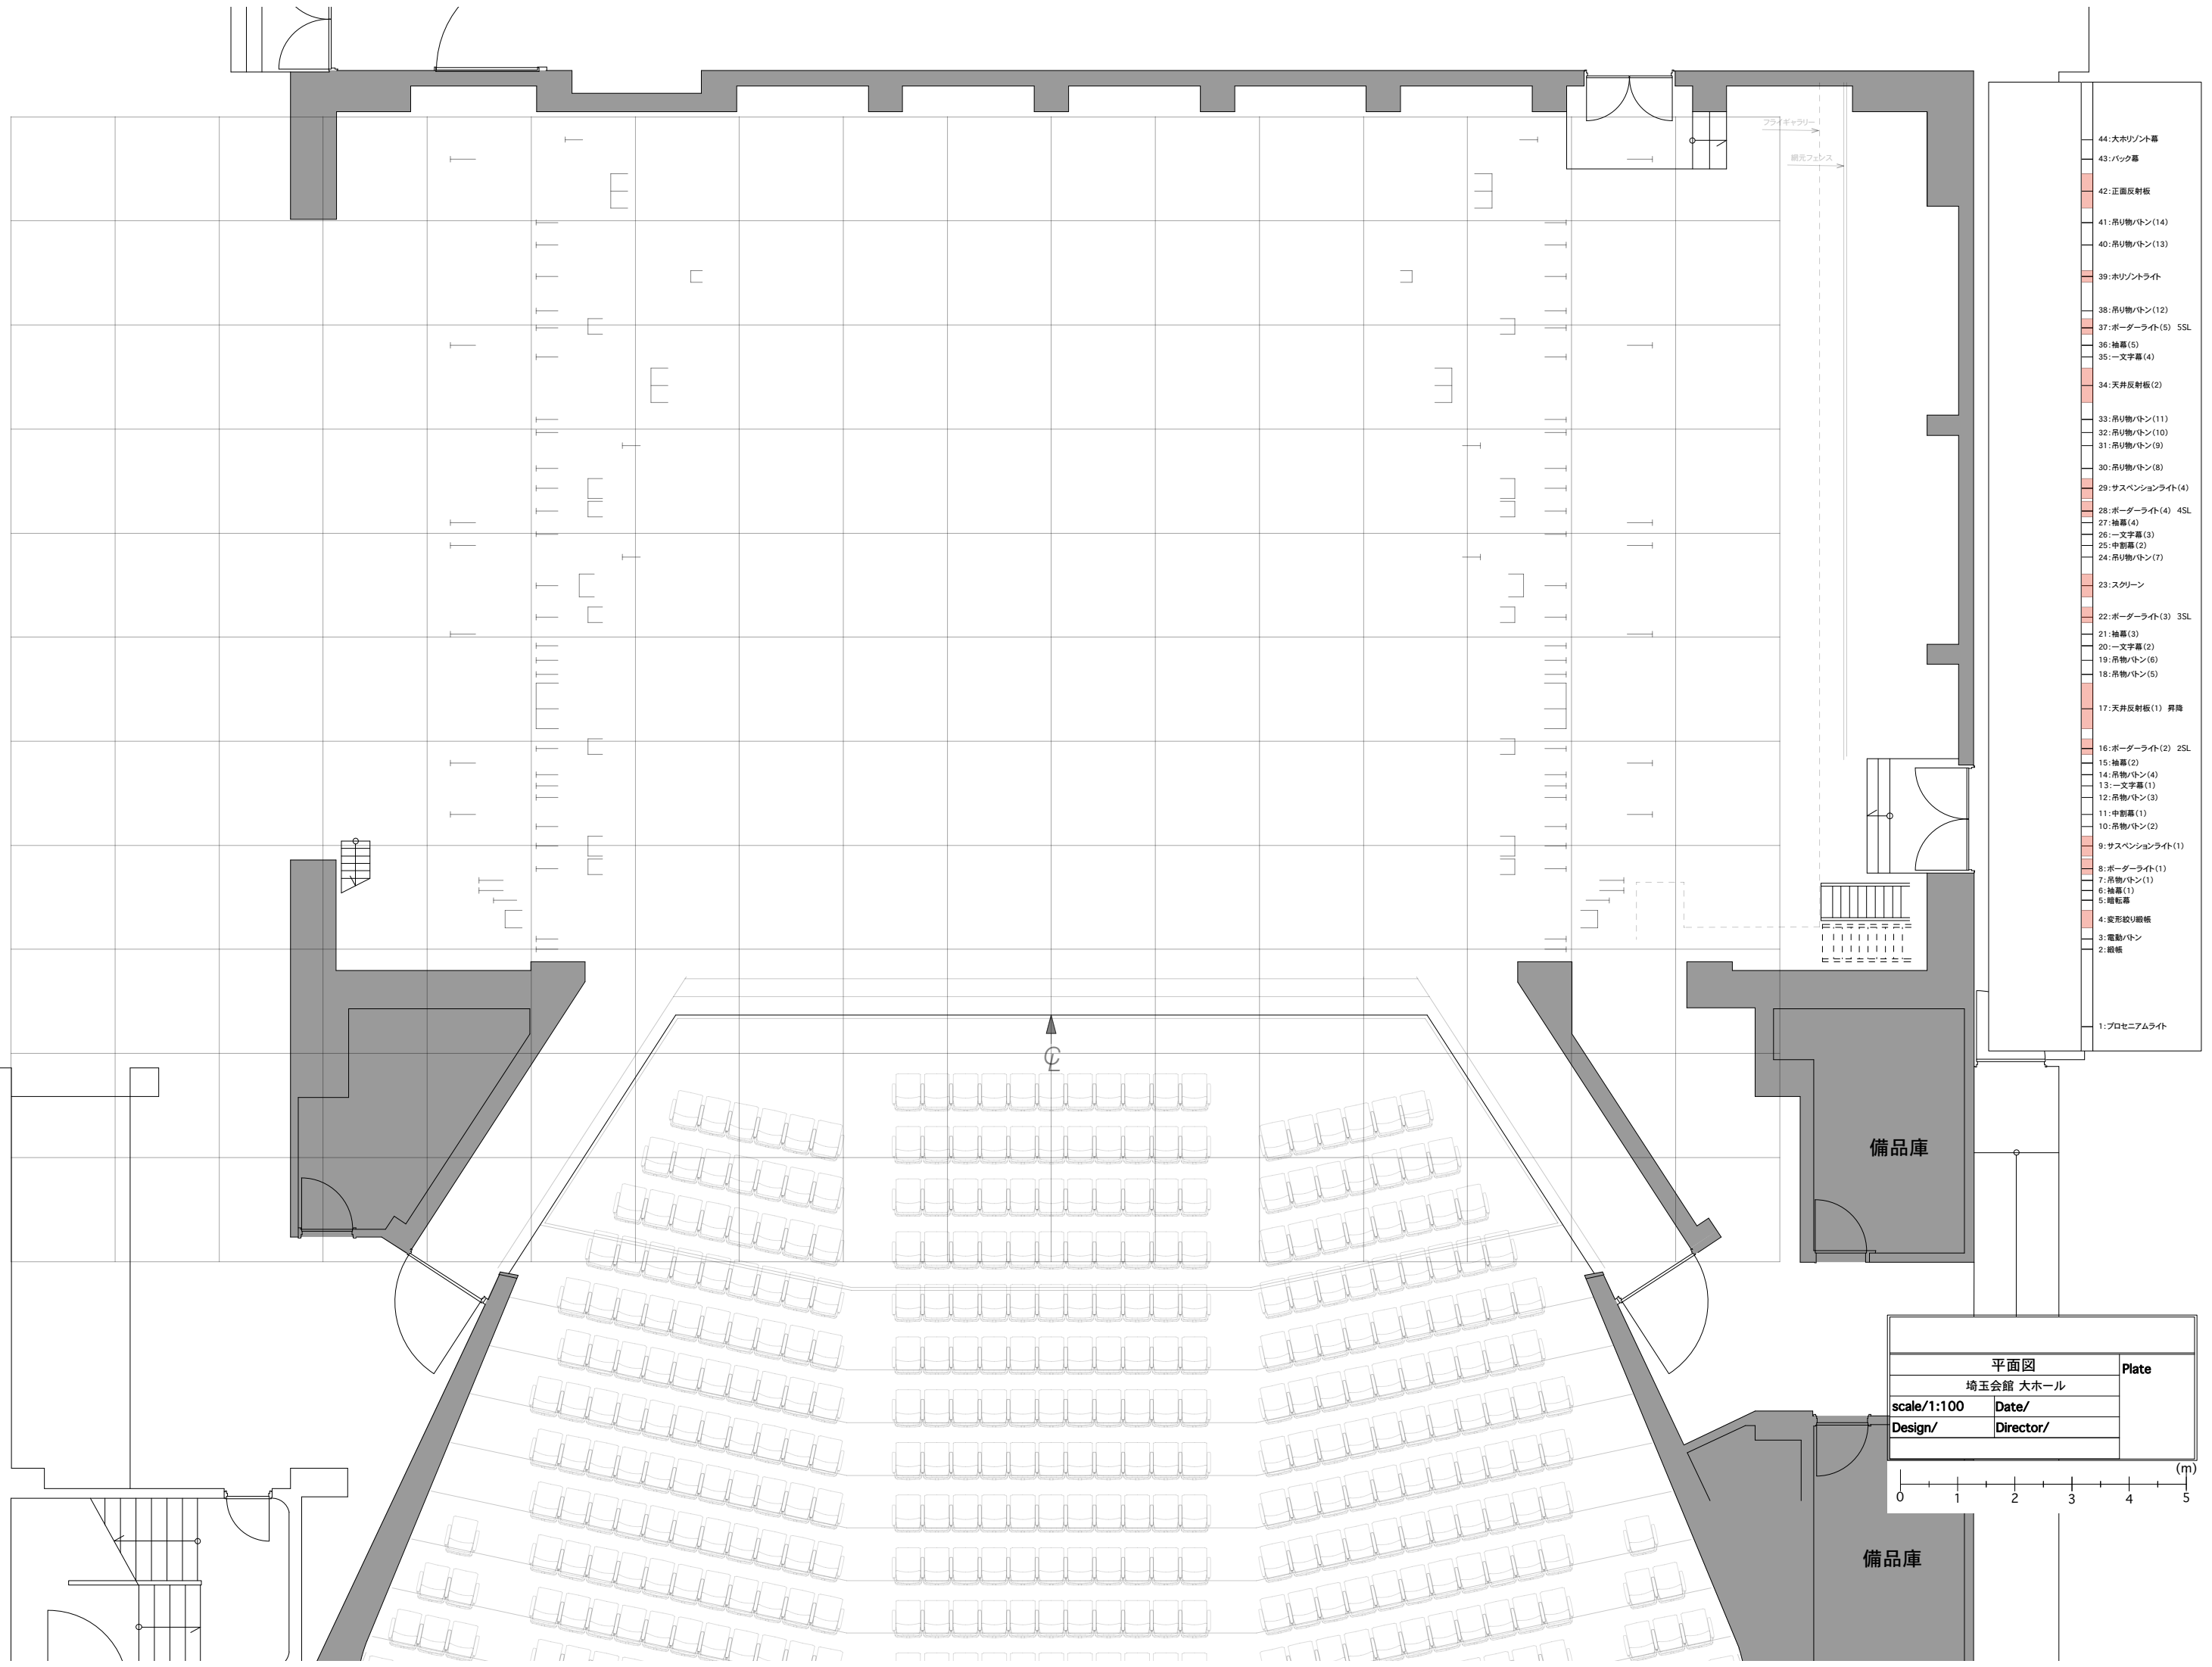 フライギャラリー
綱元フェンス
44:大ホリゾント幕
43:バック幕
42:正面反射板
41:吊り物バトン(14)
40:吊り物バトン(13)
39:ホリゾントライト
38:吊り物バトン(12)
37:ボーダーライト(5) 5SL
36:袖幕(5)
35:一文字幕(4)
34:天井反射板(2)
33:吊り物バトン(11)
32:吊り物バトン(10)
31:吊り物バトン(9)
30:吊り物バトン(8)
29:サスペンションライト(4)
28:ボーダーライト(4) 4SL
27:袖幕(4)
26:一文字幕(3)
25:中割幕(2)
24:吊り物バトン(7)
23:スクリーン
22:ボーダーライト(3) 3SL
21:袖幕(3)
20:一文字幕(2)
19:吊物バトン(6)
18:吊物バトン(5)
17:天井反射板(1) 昇降
16:ボーダーライト(2) 2SL
15:袖幕(2)
14:吊物バトン(4)
13:一文字幕(1)
12:吊物バトン(3)
11:中割幕(1)
10:吊物バトン(2)
9:サスペンションライト(1)
8:ボーダーライト(1)
7:吊物バトン(1)
6:袖幕(1)
5:暗転幕
4:変形絞り緞帳
3:電動バトン
2:緞帳
1:プロセニアムライト
CL
備品庫
平面図
Plate
埼玉会館 大ホール
scale/1:100 Date/
Design/ Director/
(m)
0 1 2 3 4 5
備品庫